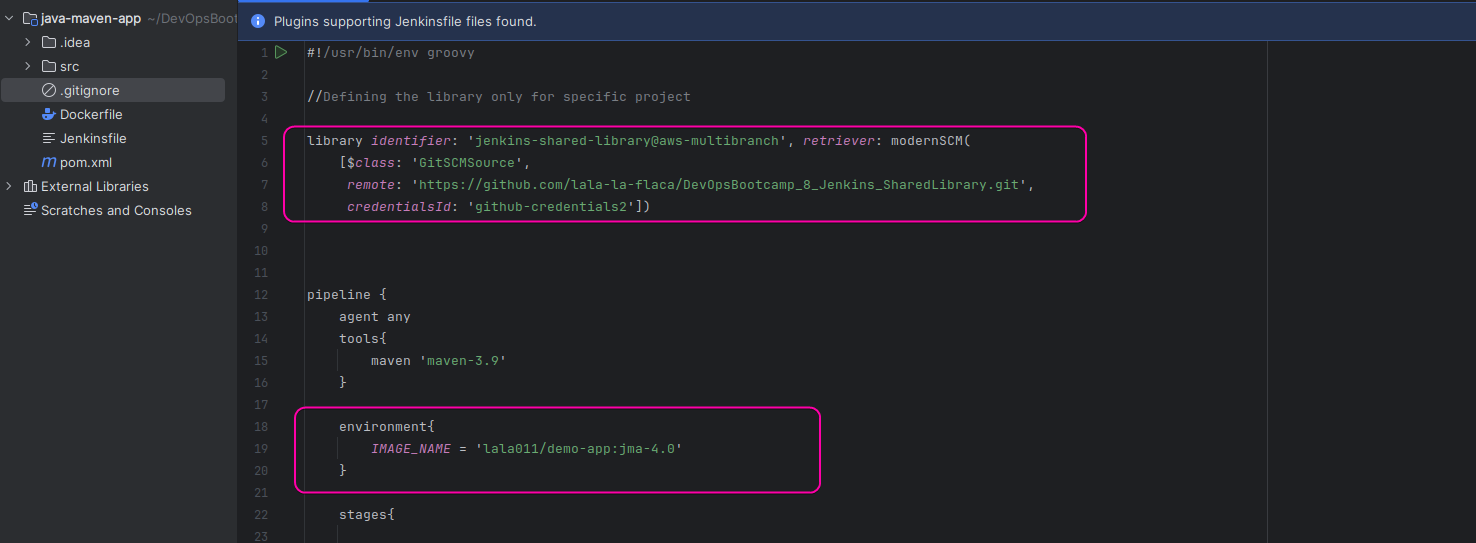 java-maven-app ~/DevOpsBoot
.idea
src
.gitignore
Dockerfile
Jenkinsfile
m pom.xml
External Libraries
Scratches and Consoles
Plugins supporting Jenkinsfile files found.
1 #!/usr/bin/env groovy
2
3 //Defining the library only for specific project
4
5 library identifier: 'jenkins-shared-library@aws-multibranch', retriever: modernSCM(
6 [$class: 'GitSCMSource',
7 remote: 'https://github.com/lala-la-flaca/DevOpsBootcamp_8_Jenkins_SharedLibrary.git',
8 credentialsId: 'github-credentials2'])
9
10
11
12 pipeline {
13 agent any
14 tools{
15 maven 'maven-3.9'
16 }
17
18 environment{
19 IMAGE_NAME = 'lala011/demo-app:jma-4.0'
20 }
21
22 stages{
23